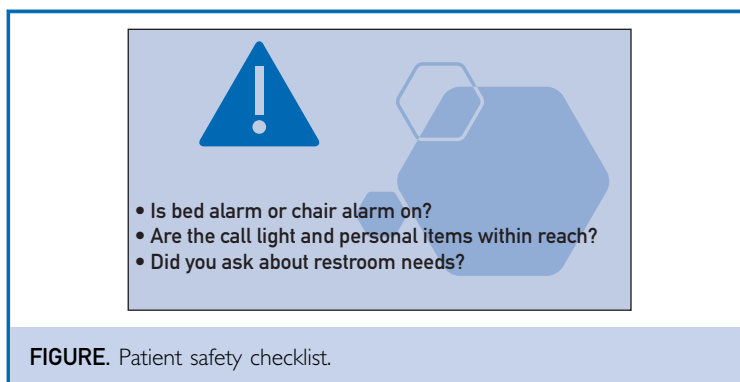 • Is bed alarm or chair alarm on?
• Are the call light and personal items within reach?
• Did you ask about restroom needs?
FIGURE. Patient safety checklist.